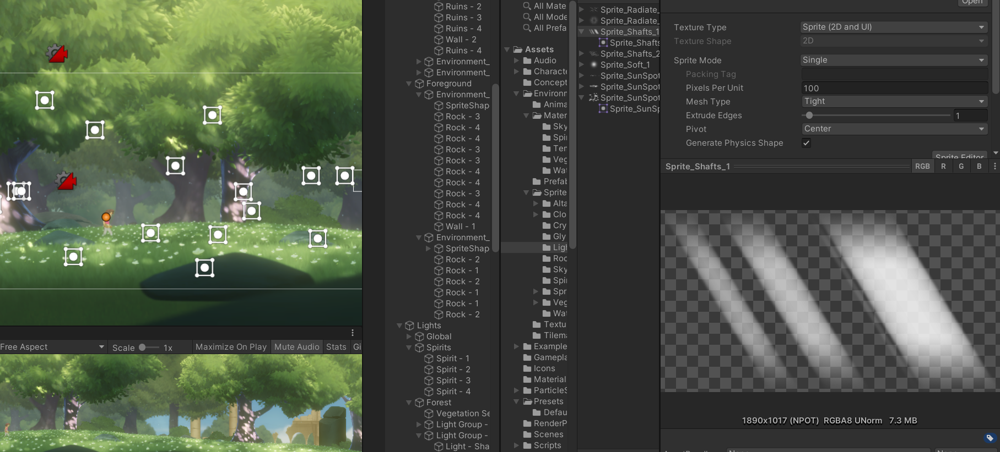 Free Aspect
Scale
1x
Maximize On Play
Mute Audio
Stats
Gi
Ruins - 2
Ruins - 3
Ruins - 4
Wall - 2
Ruins - 4
Environment_
Environment_
Foreground
Environment_
SpriteShap
Rock - 3
Rock - 4
Rock - 4
Rock - 3
Rock - 3
Rock - 4
Rock - 4
Rock - 3
Rock - 4
Rock - 4
Wall - 1
Environment_
SpriteShap
Rock - 2
Rock - 1
Rock - 2
Rock - 1
Rock - 1
Rock - 2
Lights
Global
Spirits
Spirit - 1
Spirit - 2
Spirit - 3
Spirit - 4
Forest
Vegetation Se
Light Group -
Light Group -
Light - Sha
All Mate
All Mode
All Prefa
Assets
Audio
Characte
Concept
Environm
Anima
Mater
Sky
Spi
Ten
Veg
Wat
Prefab
Sprite
Alta
Clo
Cry
Gly
Ligh
Roc
Sky
Spi
Spr
Veg
Wat
Textu
Tilema
Example
Gamepla
Icons
Material
ParticleS
Presets
Defau
RenderP
Scenes
Scripts
Sprite_Radiate_
Sprite_Radiate_
Sprite_Shafts_1
Sprite_Shafts
Sprite_Shafts_2
Sprite_Soft_1
Sprite_SunSpot
Sprite_SunSpot
Sprite_SunSpot
Sprite_SunSp
Open
Texture Type
Sprite (2D and UI)
Texture Shape
2D
Sprite Mode
Single
Packing Tag
Pixels Per Unit
100
Mesh Type
Tight
Extrude Edges
1
Pivot
Center
Generate Physics Shape
Sprite Editor
Sprite_Shafts_1
RGB
R
G
B
1890x1017 (NPOT) RGBA8 UNorm 7.3 MB